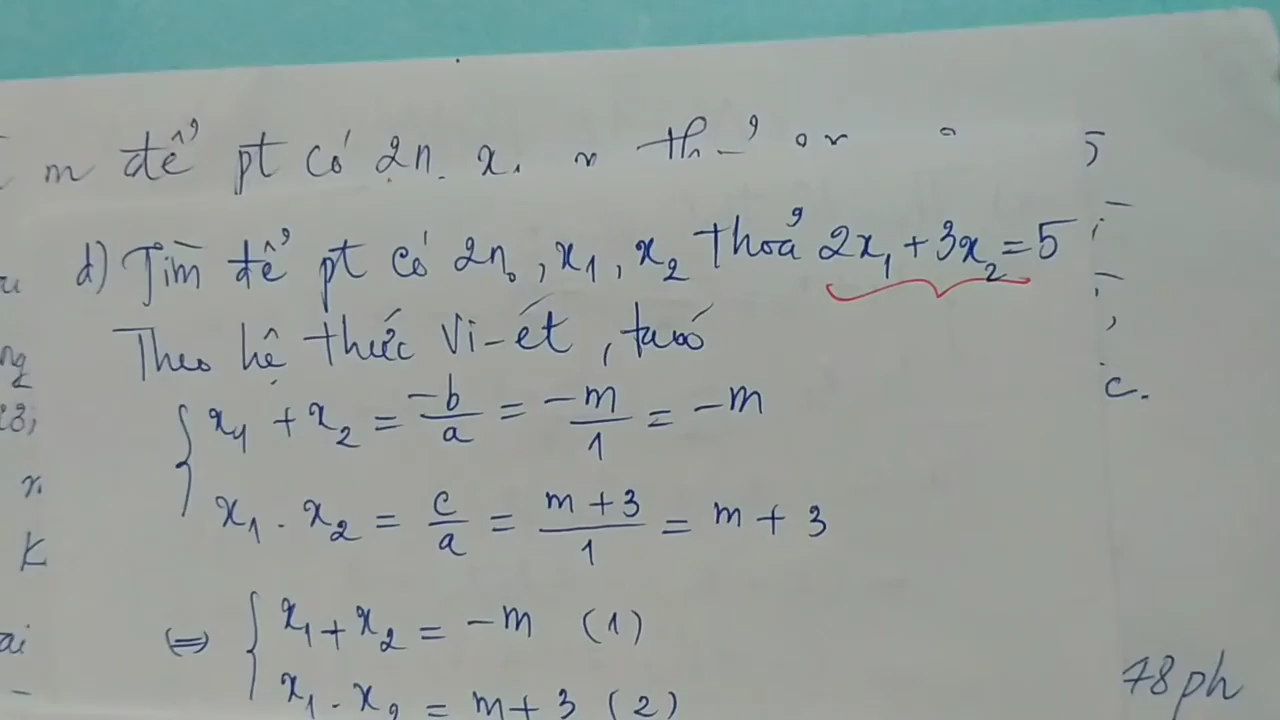 m để pt có 2n x
d) Tìm để pt có 2n₀, x₁, x₂ thoả 2x₁ + 3x₂ = 5
Theo hệ thức Vi-ét, ta có
x₁ + x₂ = -b/a = -m/1 = -m
x₁ . x₂ = c/a = m + 3/1 = m + 3
⇔ { x₁ + x₂ = -m (1)
x₁ . x₂ = m + 3 (2)
78ph